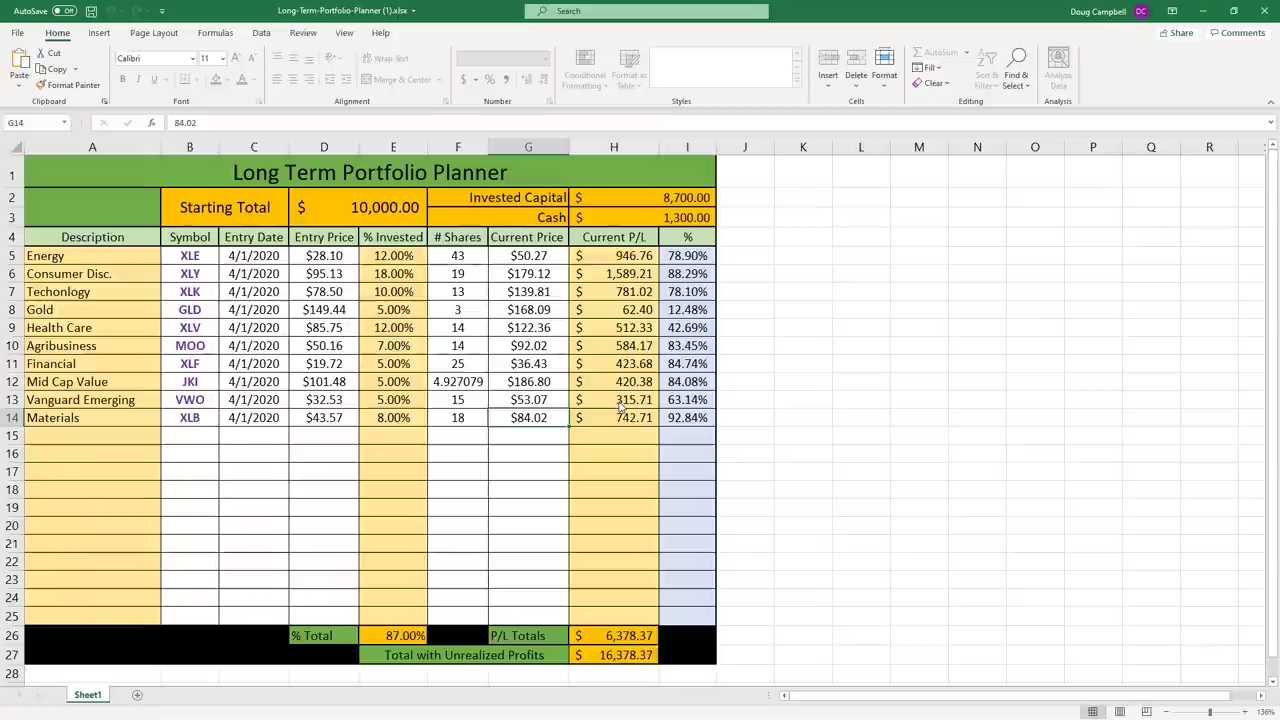 AutoSave Off Long-Term-Portfolio-Planner (1).xlsx Search Doug Campbell DC
File Home Insert Page Layout Formulas Data Review View Help Share Comments
Paste Cut Copy Format Painter Calibri 11 Wrap Text Merge & Center Conditional Formatting Format as Table Insert Delete Format AutoSum Fill Clear Sort & Filter Find & Select Analyze Data
Clipboard Font Alignment Number Styles Cells Editing Analysis
G14 fx 84.02
A B C D E F G H I J K L M N O P Q R
1 Long Term Portfolio Planner
2 Starting Total $ 10,000.00 Invested Capital $ 8,700.00
3 Cash $ 1,300.00
4 Description Symbol Entry Date Entry Price % Invested # Shares Current Price Current P/L %
5 Energy XLE 4/1/2020 $28.10 12.00% 43 $50.27 $ 946.76 78.90%
6 Consumer Disc. XLY 4/1/2020 $95.13 18.00% 19 $179.12 $ 1,589.21 88.29%
7 Techonlogy XLK 4/1/2020 $78.50 10.00% 13 $139.81 $ 781.02 78.10%
8 Gold GLD 4/1/2020 $149.44 5.00% 3 $168.09 $ 62.40 12.48%
9 Health Care XLV 4/1/2020 $85.75 12.00% 14 $122.36 $ 512.33 42.69%
10 Agribusiness MOO 4/1/2020 $50.16 7.00% 14 $92.02 $ 584.17 83.45%
11 Financial XLF 4/1/2020 $19.72 5.00% 25 $36.43 $ 423.68 84.74%
12 Mid Cap Value JKI 4/1/2020 $101.48 5.00% 4.927079 $186.80 $ 420.38 84.08%
13 Vanguard Emerging VWO 4/1/2020 $32.53 5.00% 15 $53.07 $ 315.71 63.14%
14 Materials XLB 4/1/2020 $43.57 8.00% 18 $84.02 $ 742.71 92.84%
15
16
17
18
19
20
21
22
23
24
25
26 % Total 87.00% P/L Totals $ 6,378.37
27 Total with Unrealized Profits $ 16,378.37
28
Sheet1
136%